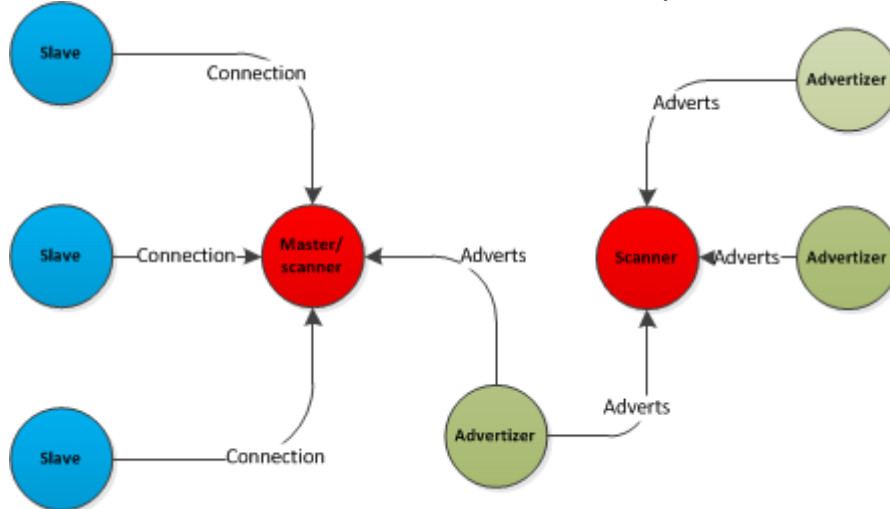 Slave
Connection
Advertizer
Adverts
Slave
Connection
Master/
scanner
Adverts
Scanner
Adverts
Advertizer
Adverts
Advertizer
Slave
Connection